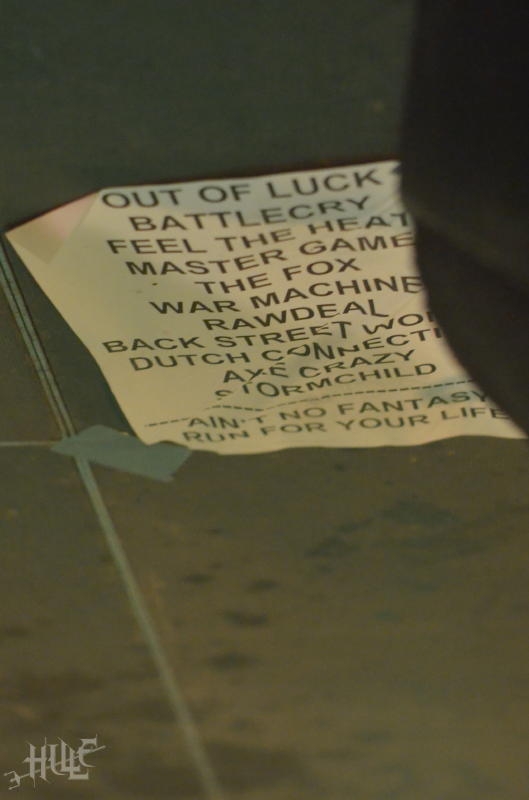 OUT OF LUCK
BATTLECRY
FEEL THE HEAT
MASTER GAME
THE FOX
WAR MACHINE
RAWDEAL
BACK STREET WO
DUTCH CONNECTI
AXE CRAZY
STORMCHILD
AIN'T NO FANTASY
RUN FOR YOUR LIFE